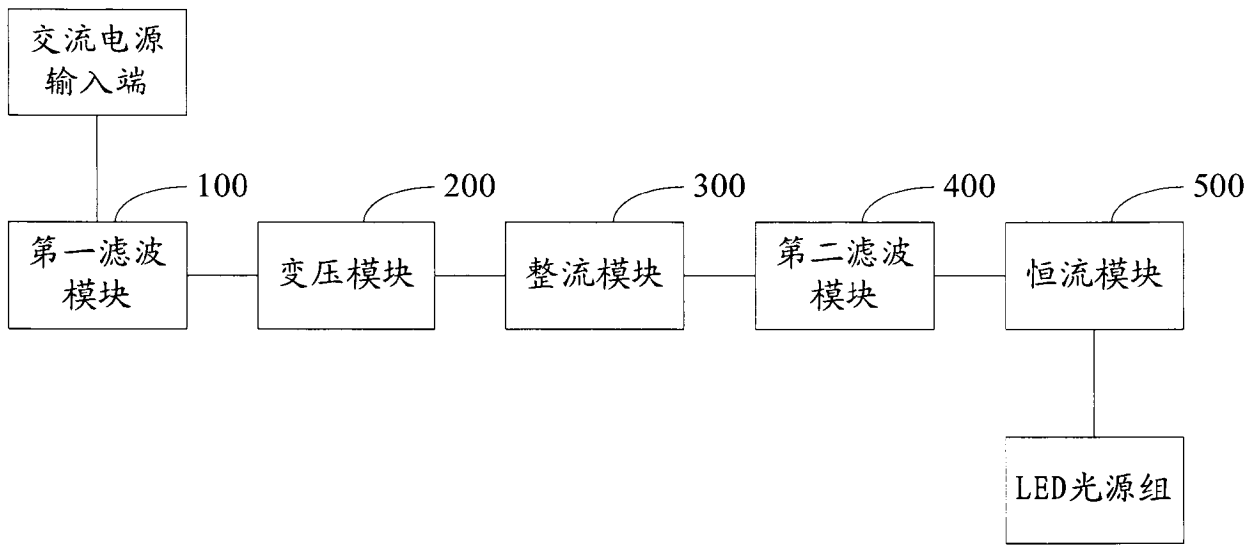 交流电源
输入端
100
200
300
400
500
第一滤波
模块
变压模块
整流模块
第二滤波
模块
恒流模块
LED光源组